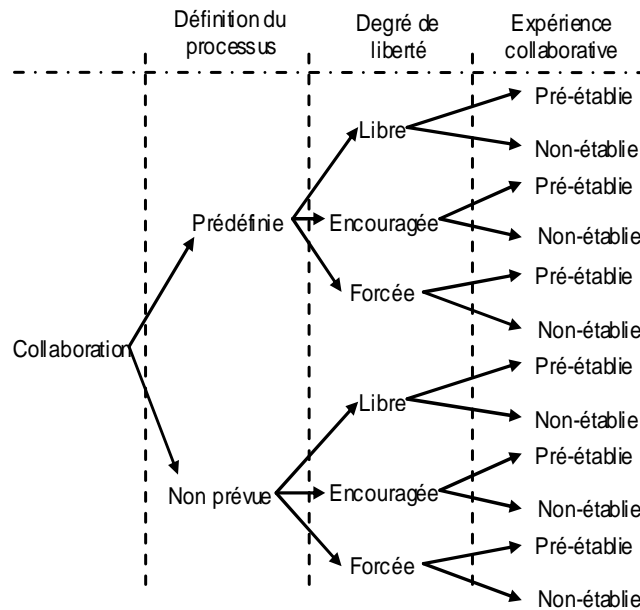 Définition du
processus
Degré de
liberté
Expérience
collaborative
Collaboration
Prédéfinie
Libre
Pré-établie
Non-établie
Encouragée
Pré-établie
Non-établie
Forcée
Pré-établie
Non-établie
Non prévue
Libre
Pré-établie
Non-établie
Encouragée
Pré-établie
Non-établie
Forcée
Pré-établie
Non-établie